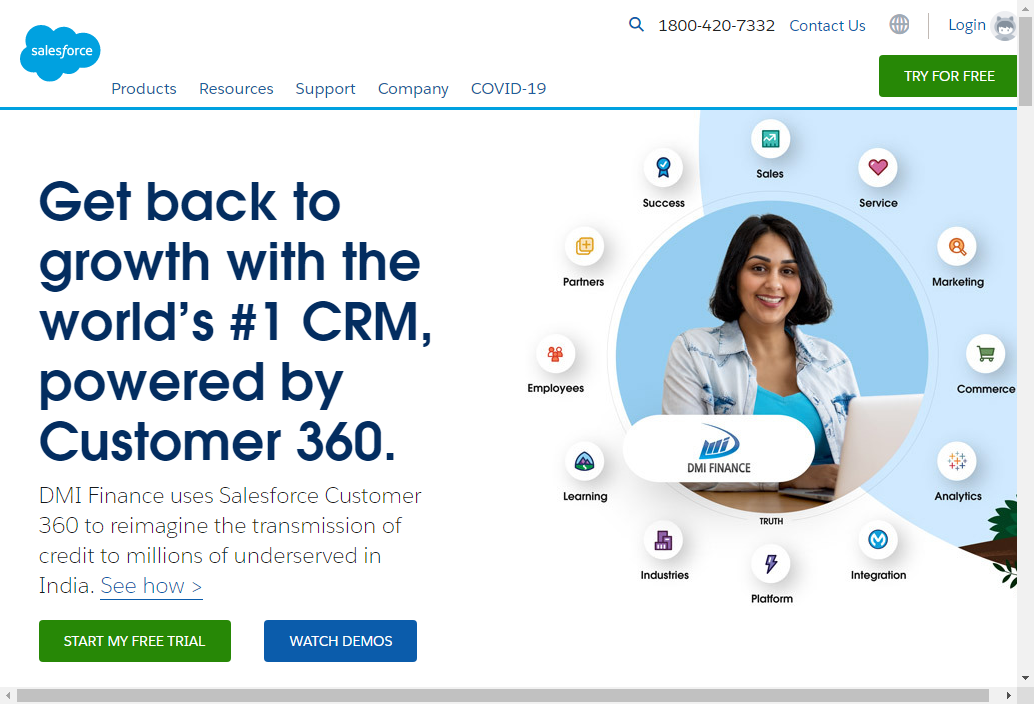 salesforce
1800-420-7332
Contact Us
Login
Products
Resources
Support
Company
COVID-19
TRY FOR FREE
Get back to
growth with the
world’s #1 CRM,
powered by
Customer 360.
DMI Finance uses Salesforce Customer
360 to reimagine the transmission of
credit to millions of underserved in
India. See how >
START MY FREE TRIAL
WATCH DEMOS
Sales
Success
Service
Partners
Marketing
Employees
Commerce
DMI FINANCE
Learning
Analytics
TRUTH
Industries
Integration
Platform